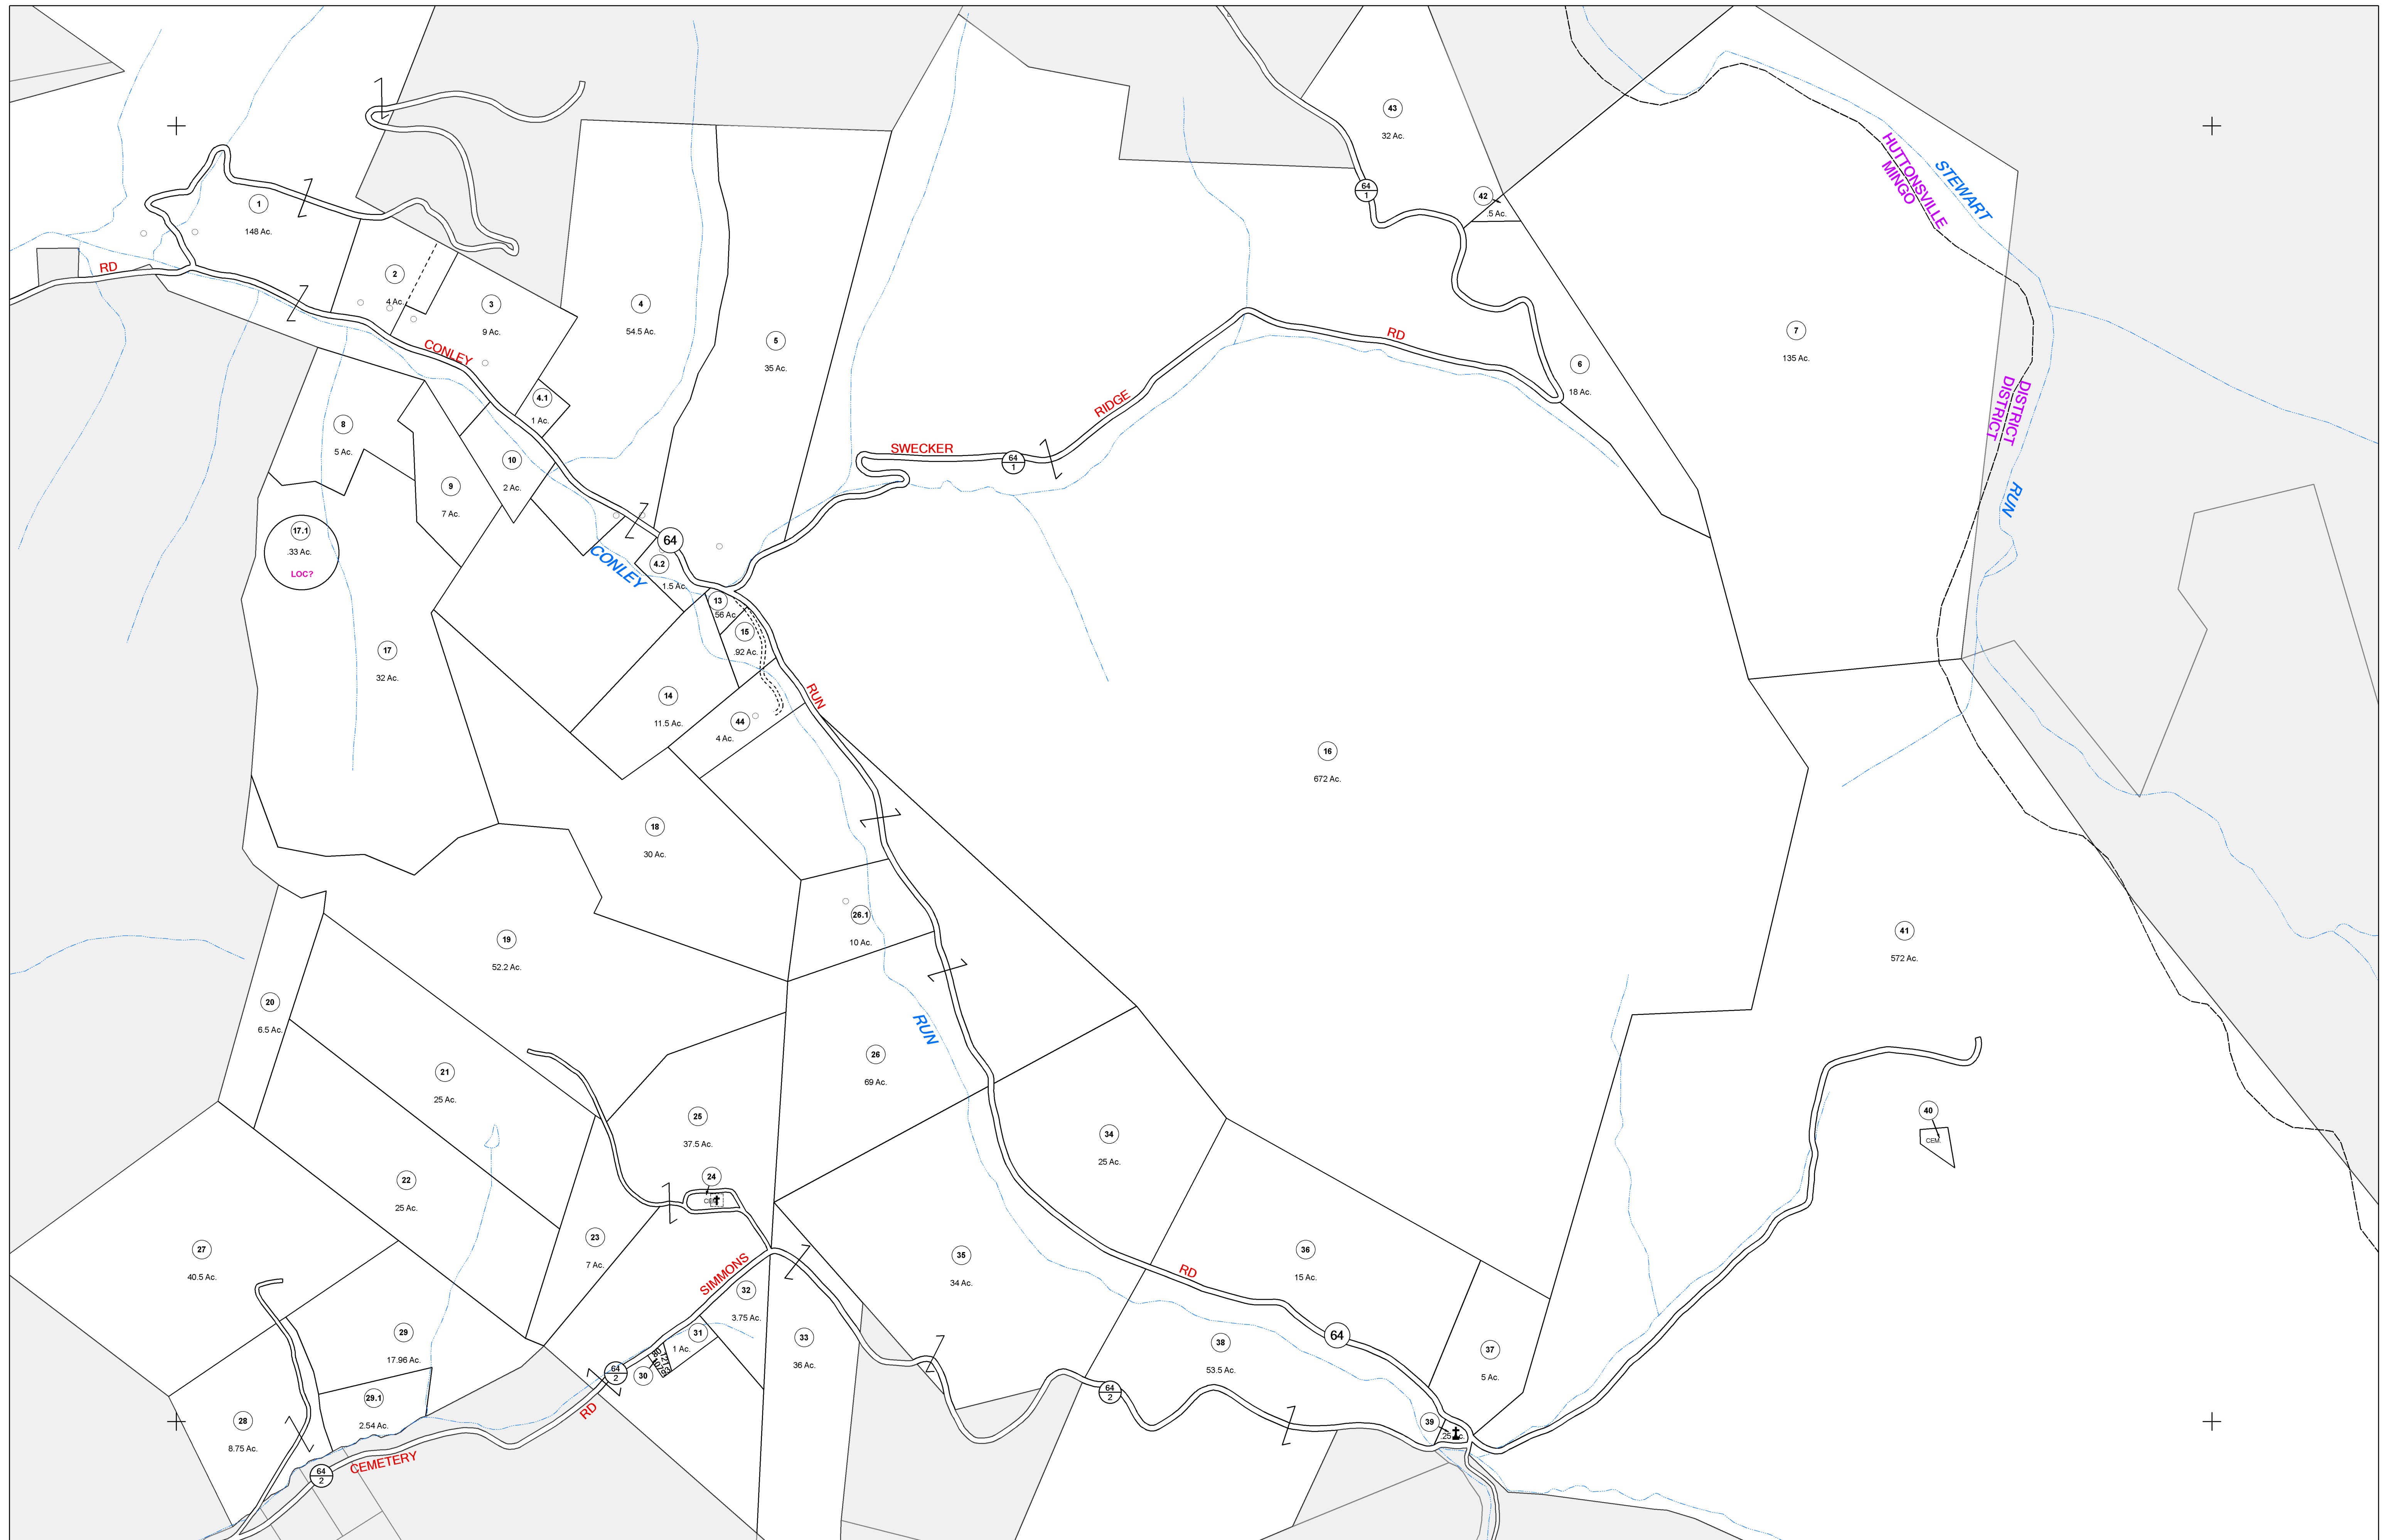 43
32 Ac.
HUTTONSVILLE
MINGO
STEWART
64
1
42
.5 Ac.
1
148 Ac.
RD
2
4 Ac.
3
9 Ac.
4
54.5 Ac.
5
35 Ac.
7
135 Ac.
CONLEY
RD
6
18 Ac.
4.1
1 Ac.
RIDGE
DISTRICT
DISTRICT
8
5 Ac.
SWECKER
64
1
10
2 Ac.
9
7 Ac.
RUN
17.1
.33 Ac.
LOC?
64
CONLEY
4.2
1.5 Ac.
13
.56 Ac.
15
.92 Ac.
17
32 Ac.
14
11.5 Ac.
RUN
44
4 Ac.
16
672 Ac.
18
30 Ac.
26.1
10 Ac.
19
52.2 Ac.
41
572 Ac.
20
6.5 Ac.
RUN
26
69 Ac.
21
25 Ac.
25
37.5 Ac.
34
25 Ac.
40
CEM.
22
25 Ac.
24
23
7 Ac.
27
40.5 Ac.
35
34 Ac.
36
15 Ac.
SIMMONS
RD
32
3.75 Ac.
29
17.96 Ac.
31
1 Ac.
33
36 Ac.
64
38
53.5 Ac.
37
5 Ac.
64
2
30
64
2
29.1
2.54 Ac.
RD
28
8.75 Ac.
39
.25 Ac.
CEMETERY
64
2